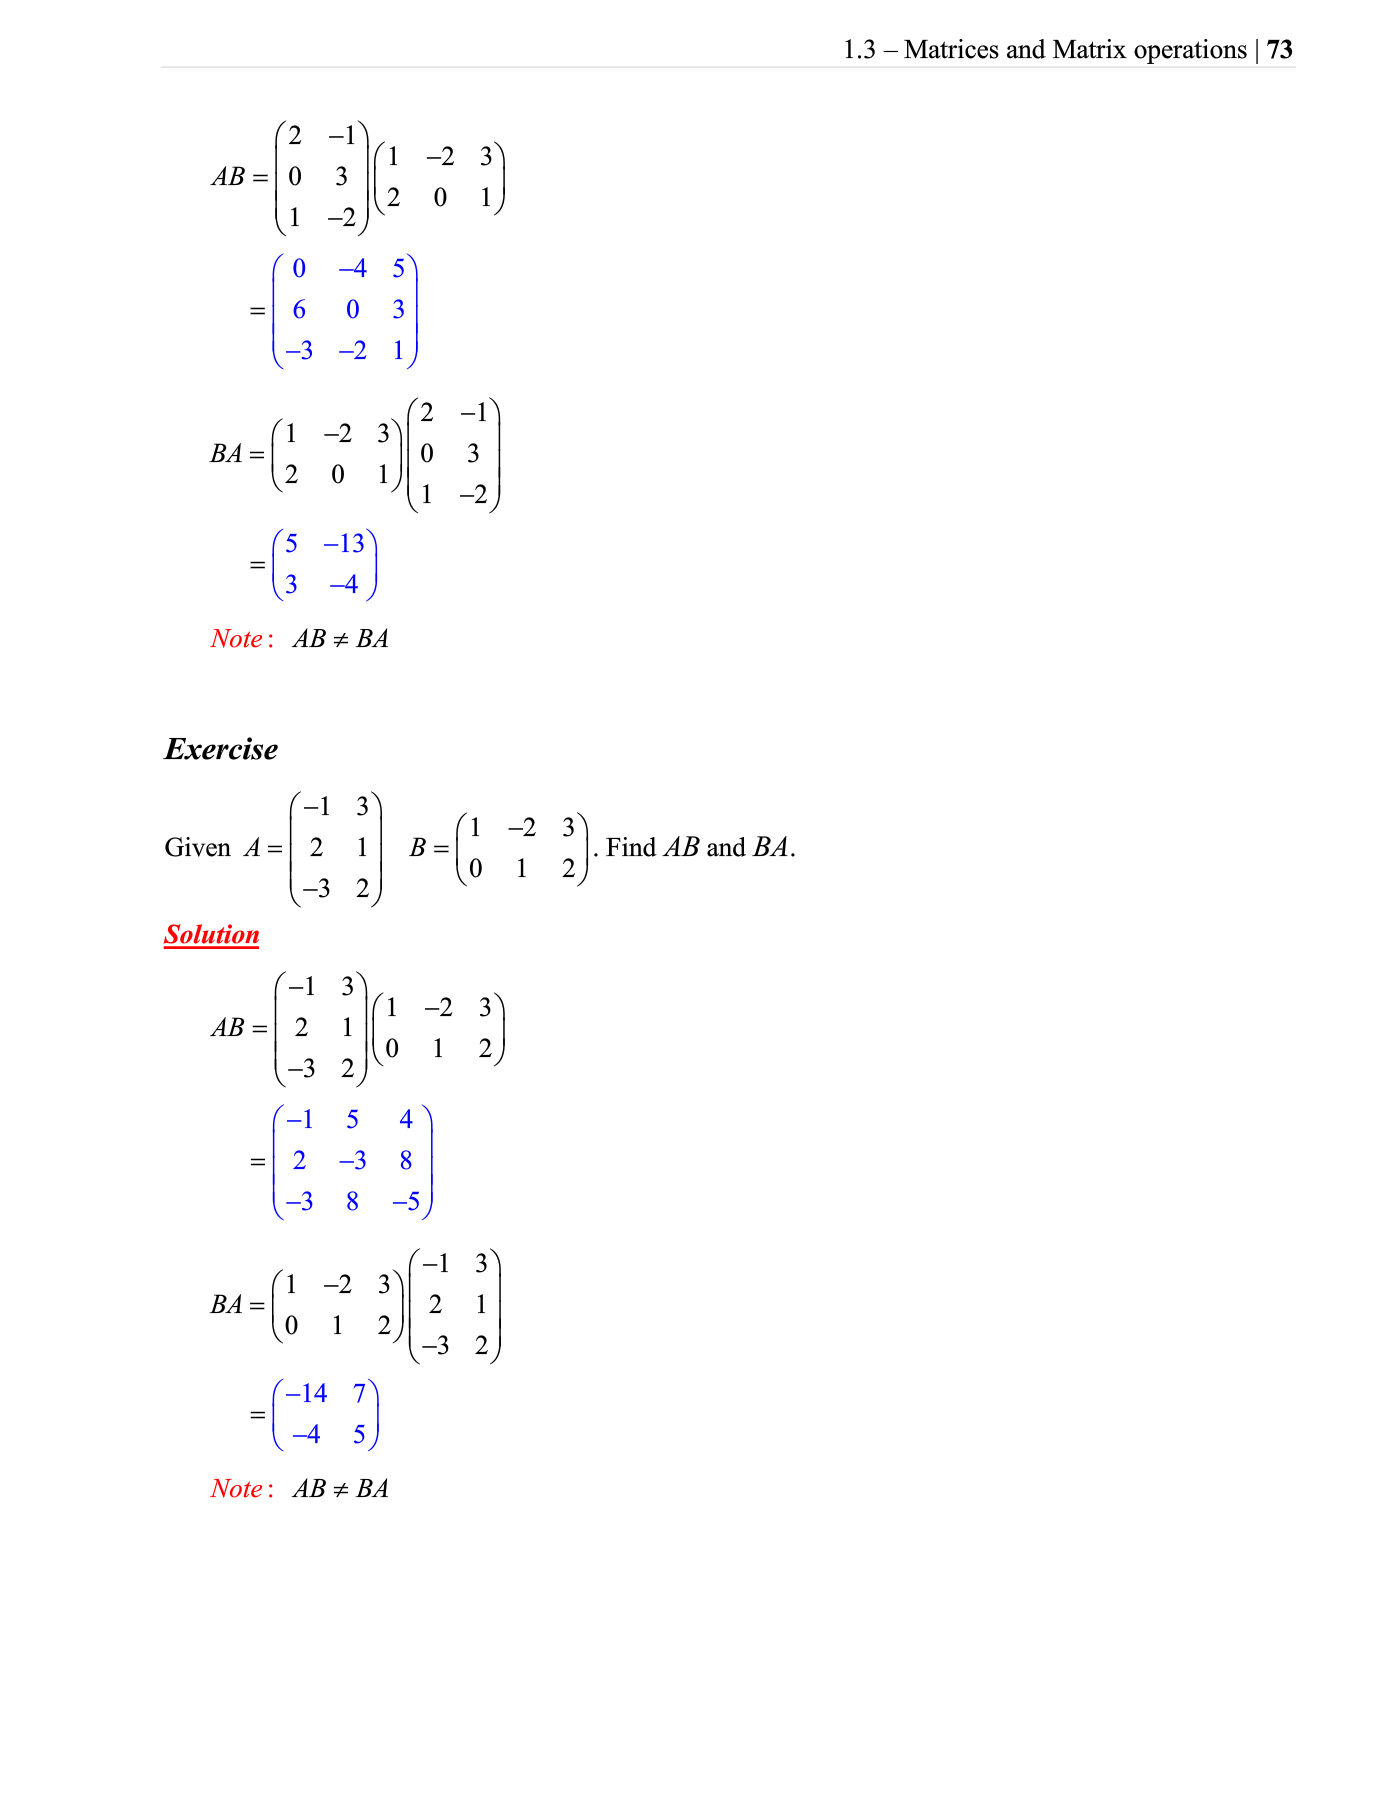 1.3 – Matrices and Matrix operations | 73
AB = \begin{pmatrix} 2 & -1 \\ 0 & 3 \\ 1 & -2 \end{pmatrix} \begin{pmatrix} 1 & -2 & 3 \\ 2 & 0 & 1 \end{pmatrix}
= \begin{pmatrix} 0 & -4 & 5 \\ 6 & 0 & 3 \\ -3 & -2 & 1 \end{pmatrix}
BA = \begin{pmatrix} 1 & -2 & 3 \\ 2 & 0 & 1 \end{pmatrix} \begin{pmatrix} 2 & -1 \\ 0 & 3 \\ 1 & -2 \end{pmatrix}
= \begin{pmatrix} 5 & -13 \\ 3 & -4 \end{pmatrix}
Note: AB ≠ BA
Exercise
Given A = \begin{pmatrix} -1 & 3 \\ 2 & 1 \\ -3 & 2 \end{pmatrix} B = \begin{pmatrix} 1 & -2 & 3 \\ 0 & 1 & 2 \end{pmatrix}. Find AB and BA.
Solution
AB = \begin{pmatrix} -1 & 3 \\ 2 & 1 \\ -3 & 2 \end{pmatrix} \begin{pmatrix} 1 & -2 & 3 \\ 0 & 1 & 2 \end{pmatrix}
= \begin{pmatrix} -1 & 5 & 4 \\ 2 & -3 & 8 \\ -3 & 8 & -5 \end{pmatrix}
BA = \begin{pmatrix} 1 & -2 & 3 \\ 0 & 1 & 2 \end{pmatrix} \begin{pmatrix} -1 & 3 \\ 2 & 1 \\ -3 & 2 \end{pmatrix}
= \begin{pmatrix} -14 & 7 \\ -4 & 5 \end{pmatrix}
Note: AB ≠ BA